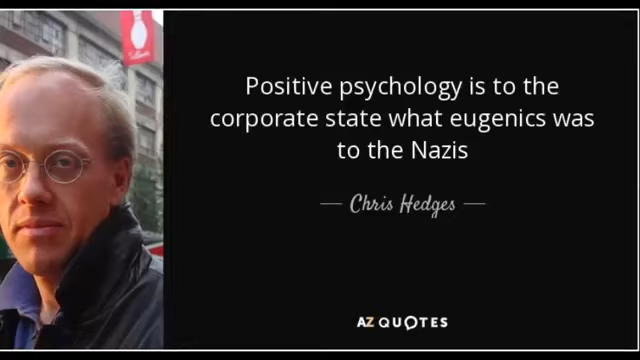 Positive psychology is to the
corporate state what eugenics was
to the Nazis
Chris Hedges
AZ QUOTES